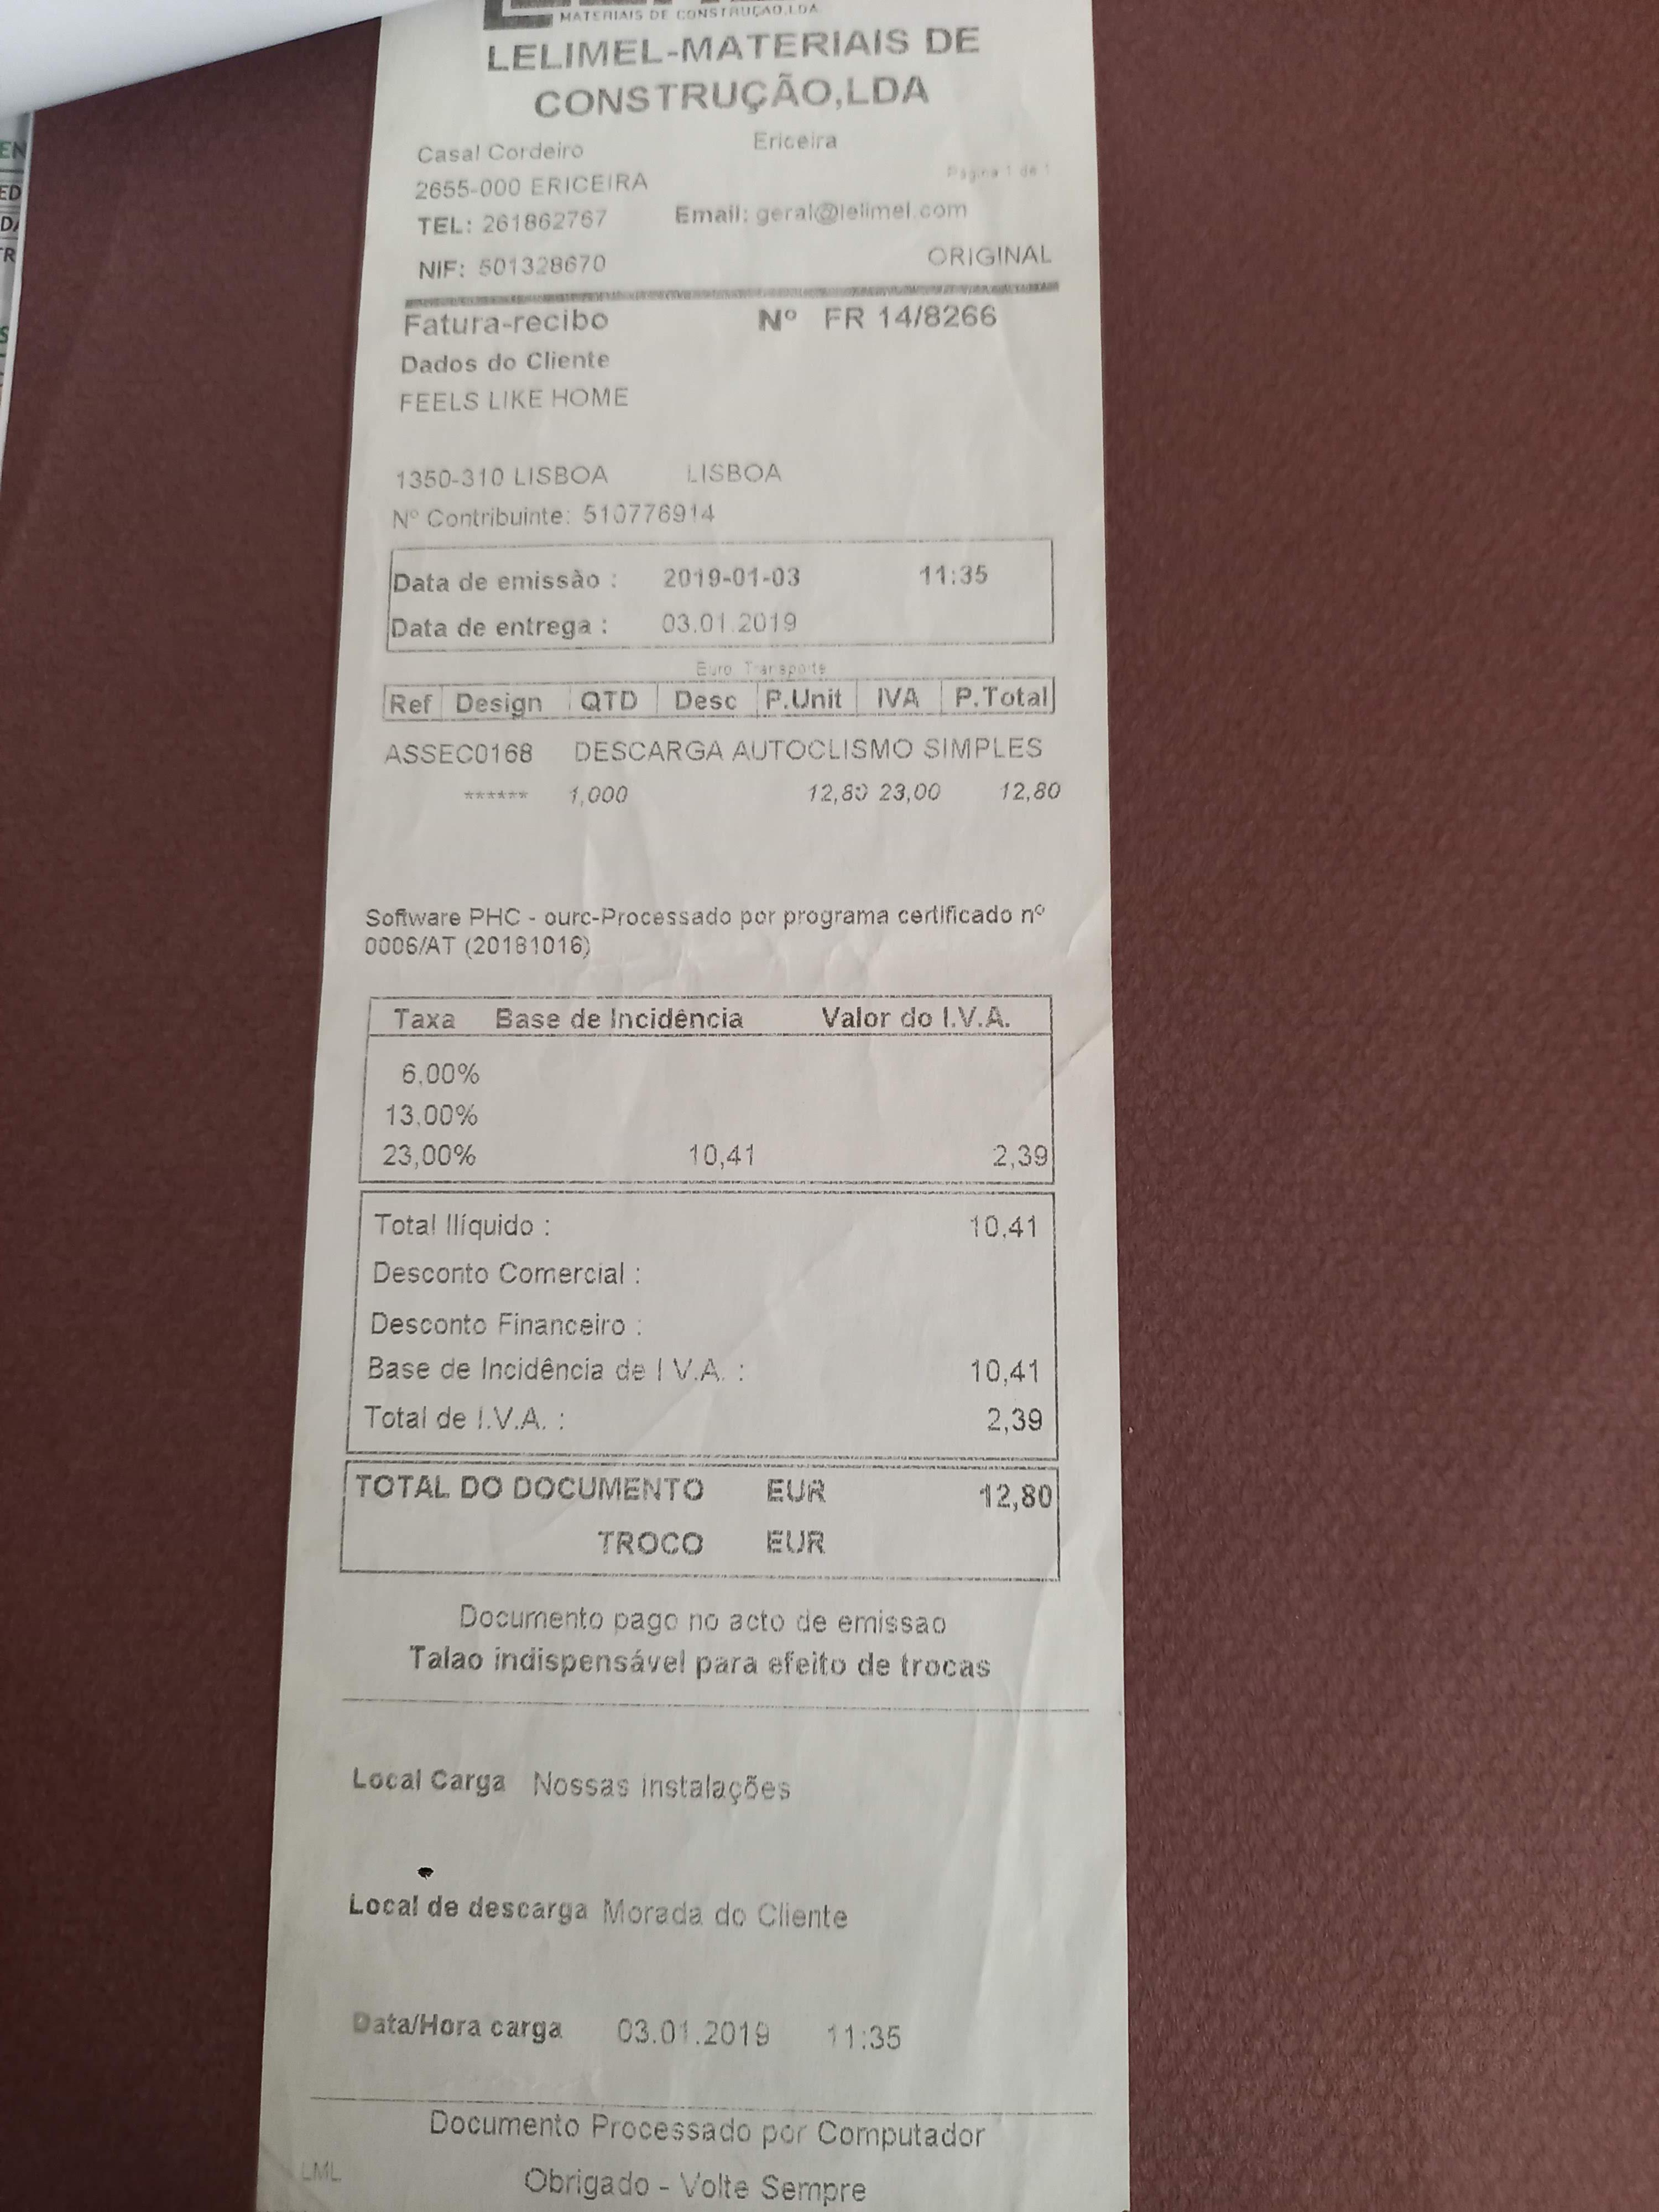 MATERIAIS DE CONSTRUÇAO,LDA
LELIMEL-MATERIAIS DE
CONSTRUÇÃO,LDA
Casal Cordeiro Ericeira
2655-000 ERICEIRA Página 1 de 1
TEL: 261862767 Email: geral@lelimel.com
NIF: 501328670 ORIGINAL
Fatura-recibo Nº FR 14/8266
Dados do Cliente
FEELS LIKE HOME
1350-310 LISBOA LISBOA
Nº Contribuinte: 510776914
Data de emissão : 2019-01-03 11:35
Data de entrega : 03.01.2019
Euro Transporte
Ref Design QTD Desc P.Unit IVA P.Total
ASSEC0168 DESCARGA AUTOCLISMO SIMPLES
****** 1,000 12,80 23,00 12,80
Software PHC - ourc-Processado por programa certificado nº
0006/AT (20181016)
Taxa Base de Incidência Valor do I.V.A.
6,00%
13,00%
23,00% 10,41 2,39
Total Ilíquido : 10,41
Desconto Comercial :
Desconto Financeiro :
Base de Incidência de I V.A. : 10,41
Total de I.V.A. : 2,39
TOTAL DO DOCUMENTO EUR 12,80
TROCO EUR
Documento pago no acto de emissao
Talao indispensável para efeito de trocas
Local Carga Nossas instalações
Local de descarga Morada do Cliente
Data/Hora carga 03.01.2019 11:35
Documento Processado por Computador
LML
Obrigado - Volte Sempre